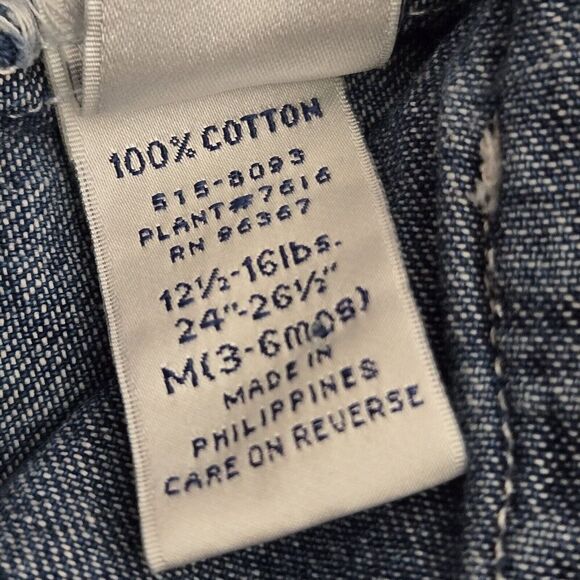 100% COTTON
515-8093
PLANT#7616
RN 86367
12½-16lbs.
24"-26½"
M(3-6mos)
MADE IN
PHILIPPINES
CARE ON REVERSE